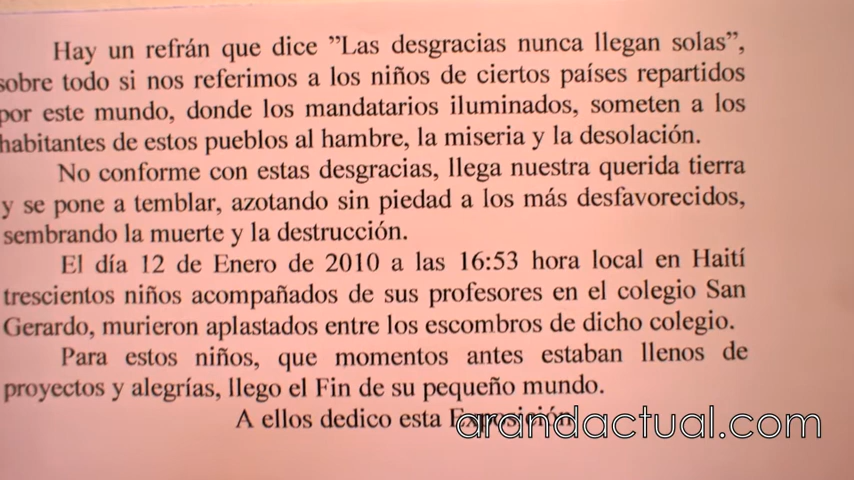 Hay un refrán que dice ”Las desgracias nunca llegan solas”,
sobre todo si nos referimos a los niños de ciertos países repartidos
por este mundo, donde los mandatarios iluminados, someten a los
habitantes de estos pueblos al hambre, la miseria y la desolación.
No conforme con estas desgracias, llega nuestra querida tierra
y se pone a temblar, azotando sin piedad a los más desfavorecidos,
sembrando la muerte y la destrucción.
El día 12 de Enero de 2010 a las 16:53 hora local en Haití
trescientos niños acompañados de sus profesores en el colegio San
Gerardo, murieron aplastados entre los escombros de dicho colegio.
Para estos niños, que momentos antes estaban llenos de
proyectos y alegrías, llego el Fin de su pequeño mundo.
A ellos dedico esta Exposición
arandactual.com